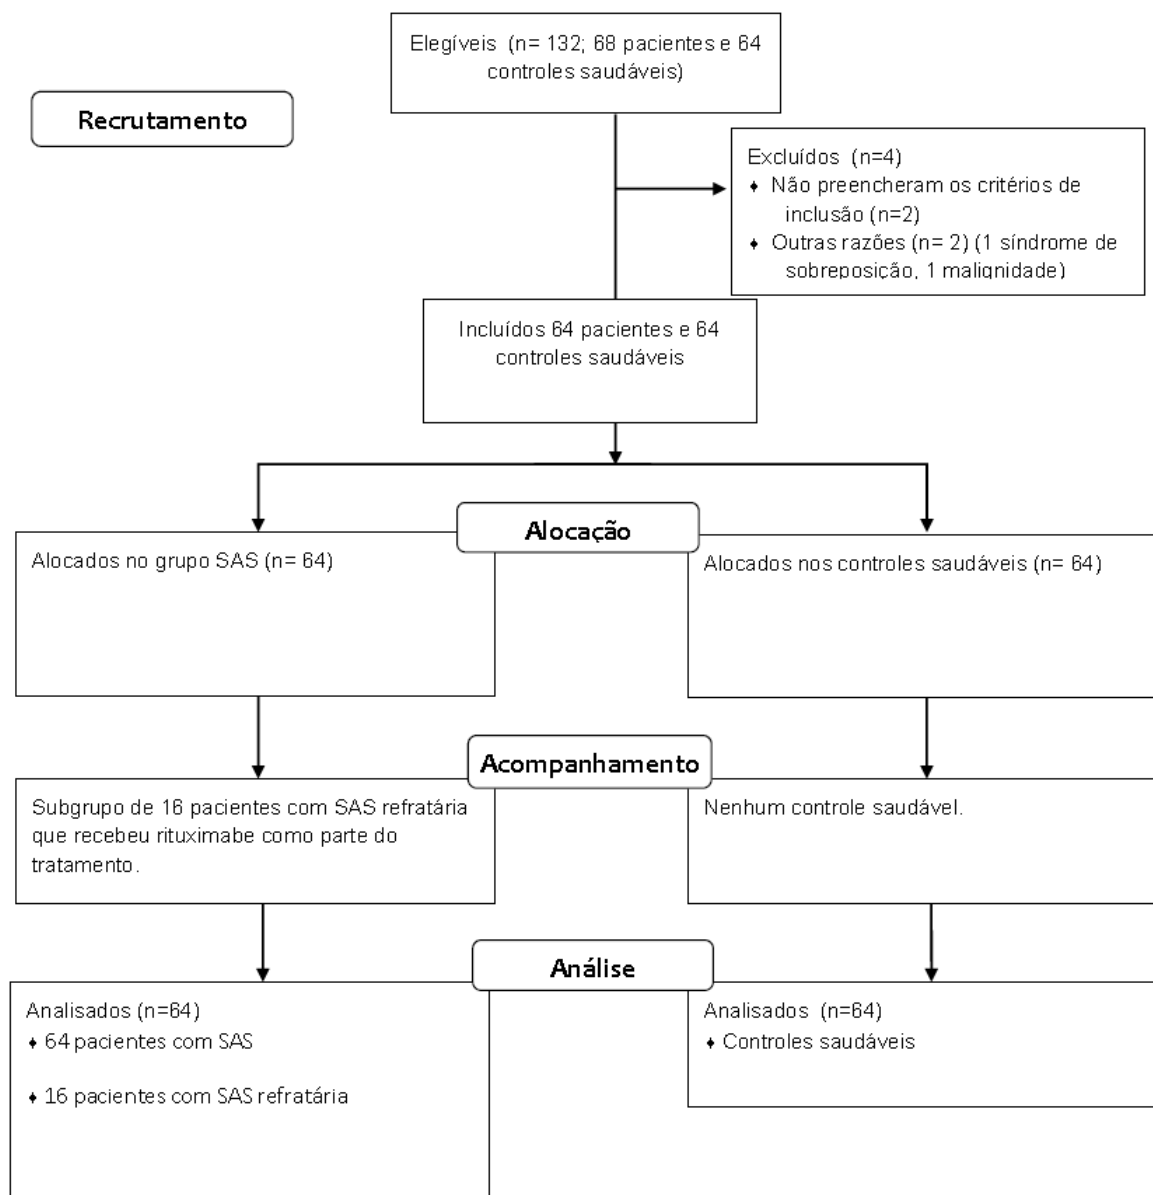 Elegíveis (n= 132; 68 pacientes e 64
controles saudáveis)
Recrutamento
Excluídos (n=4)
♦ Não preencheram os critérios de
inclusão (n=2)
♦ Outras razões (n= 2) (1 síndrome de
sobreposição, 1 malignidade)
Incluídos 64 pacientes e 64
controles saudáveis
Alocação
Alocados no grupo SAS (n= 64)
Alocados nos controles saudáveis (n= 64)
Acompanhamento
Subgrupo de 16 pacientes com SAS refratária
que recebeu rituximabe como parte do
tratamento.
Nenhum controle saudável.
Análise
Analisados (n=64)
♦ 64 pacientes com SAS
♦ 16 pacientes com SAS refratária
Analisados (n=64)
♦ Controles saudáveis